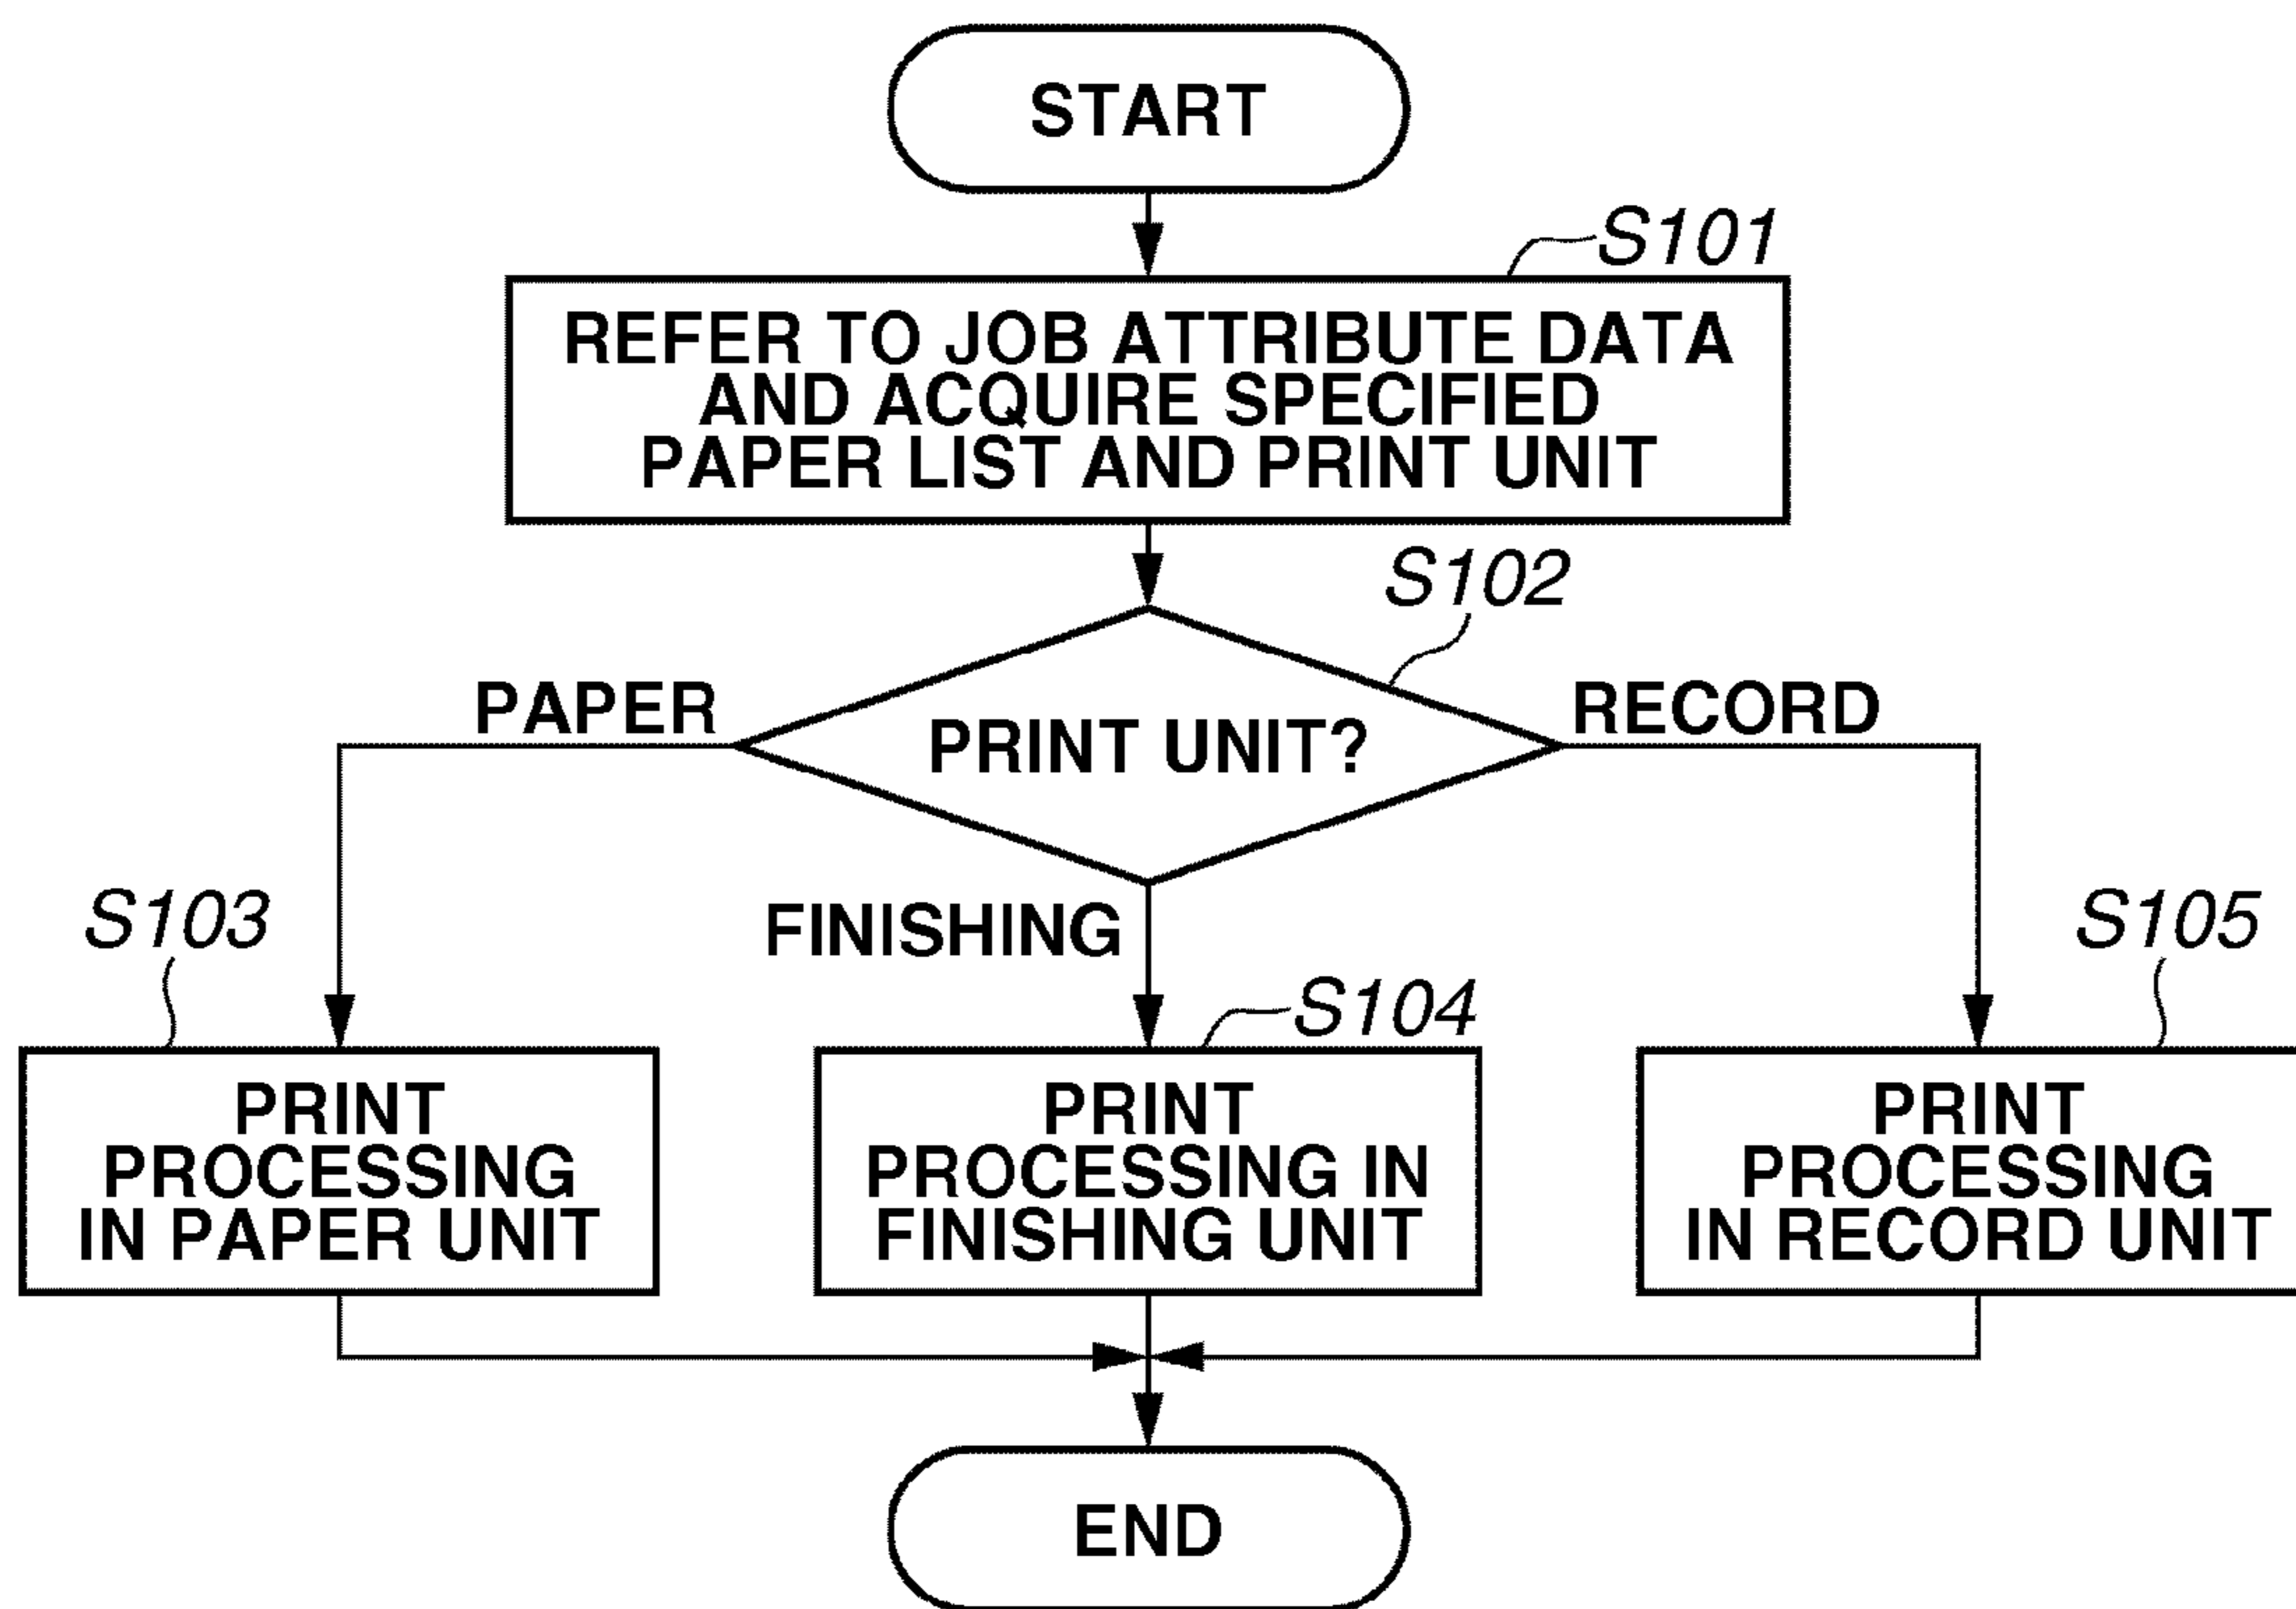 START
S101
REFER TO JOB ATTRIBUTE DATA
AND ACQUIRE SPECIFIED
PAPER LIST AND PRINT UNIT
S102
PAPER
PRINT UNIT?
RECORD
FINISHING
S103
PRINT
PROCESSING
IN PAPER UNIT
S104
PRINT
PROCESSING IN
FINISHING UNIT
S105
PRINT
PROCESSING
IN RECORD UNIT
END